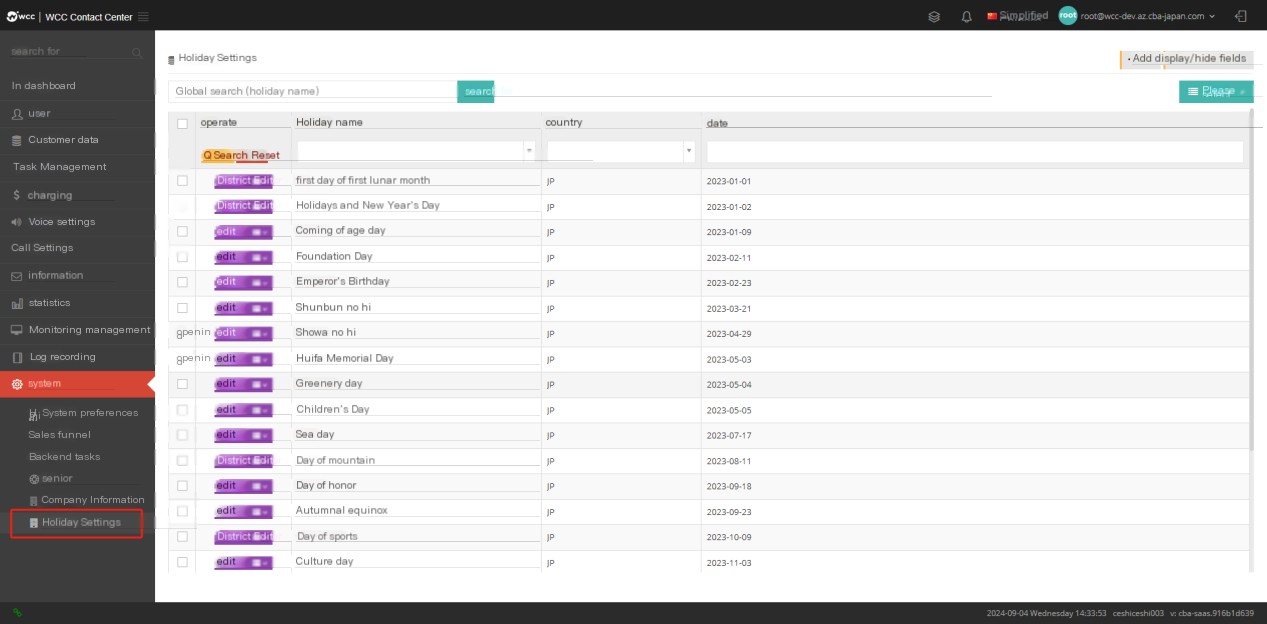 wcc | WCC Contact Center
Simplified
root root@wcc-dev.az.cba-japan.com
search for
In dashboard
user
Customer data
Task Management
$ charging
Voice settings
Call Settings
information
statistics
Monitoring management
Log recording
system
System preferences
Sales funnel
Backend tasks
senior
Company Information
Holiday Settings
Holiday Settings
Add display/hide fields
Global search (holiday name) search
Please
operate Holiday name country date
Search Reset
District Edit first day of first lunar month JP 2023-01-01
District Edit Holidays and New Year's Day JP 2023-01-02
edit Coming of age day JP 2023-01-09
edit Foundation Day JP 2023-02-11
edit Emperor's Birthday JP 2023-02-23
edit Shunbun no hi JP 2023-03-21
openin edit Showa no hi JP 2023-04-29
openin edit Huifa Memorial Day JP 2023-05-03
edit Greenery day JP 2023-05-04
edit Children's Day JP 2023-05-05
edit Sea day JP 2023-07-17
District Edit Day of mountain JP 2023-08-11
edit Day of honor JP 2023-09-18
edit Autumnal equinox JP 2023-09-23
District Edit Day of sports JP 2023-10-09
edit Culture day JP 2023-11-03
2024-09-04 Wednesday 14:33:53 ceshiceshi003 v: cba-saas.916b1d639